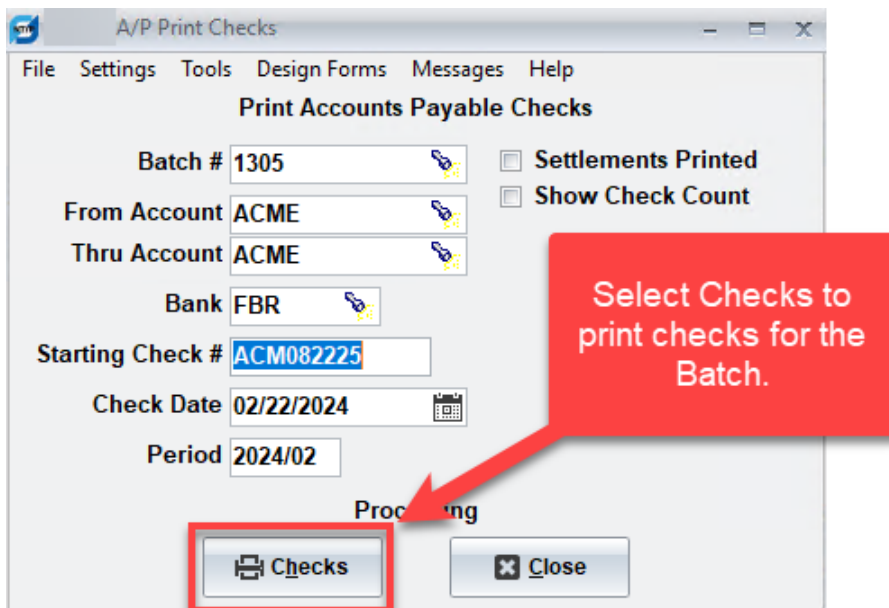 A/P Print Checks
File Settings Tools Design Forms Messages Help
Print Accounts Payable Checks
Batch # 1305
Settlements Printed
Show Check Count
From Account ACME
Thru Account ACME
Bank FBR
Starting Check # ACM082225
Check Date 02/22/2024
Period 2024/02
Select Checks to
print checks for the
Batch.
Checks
Close